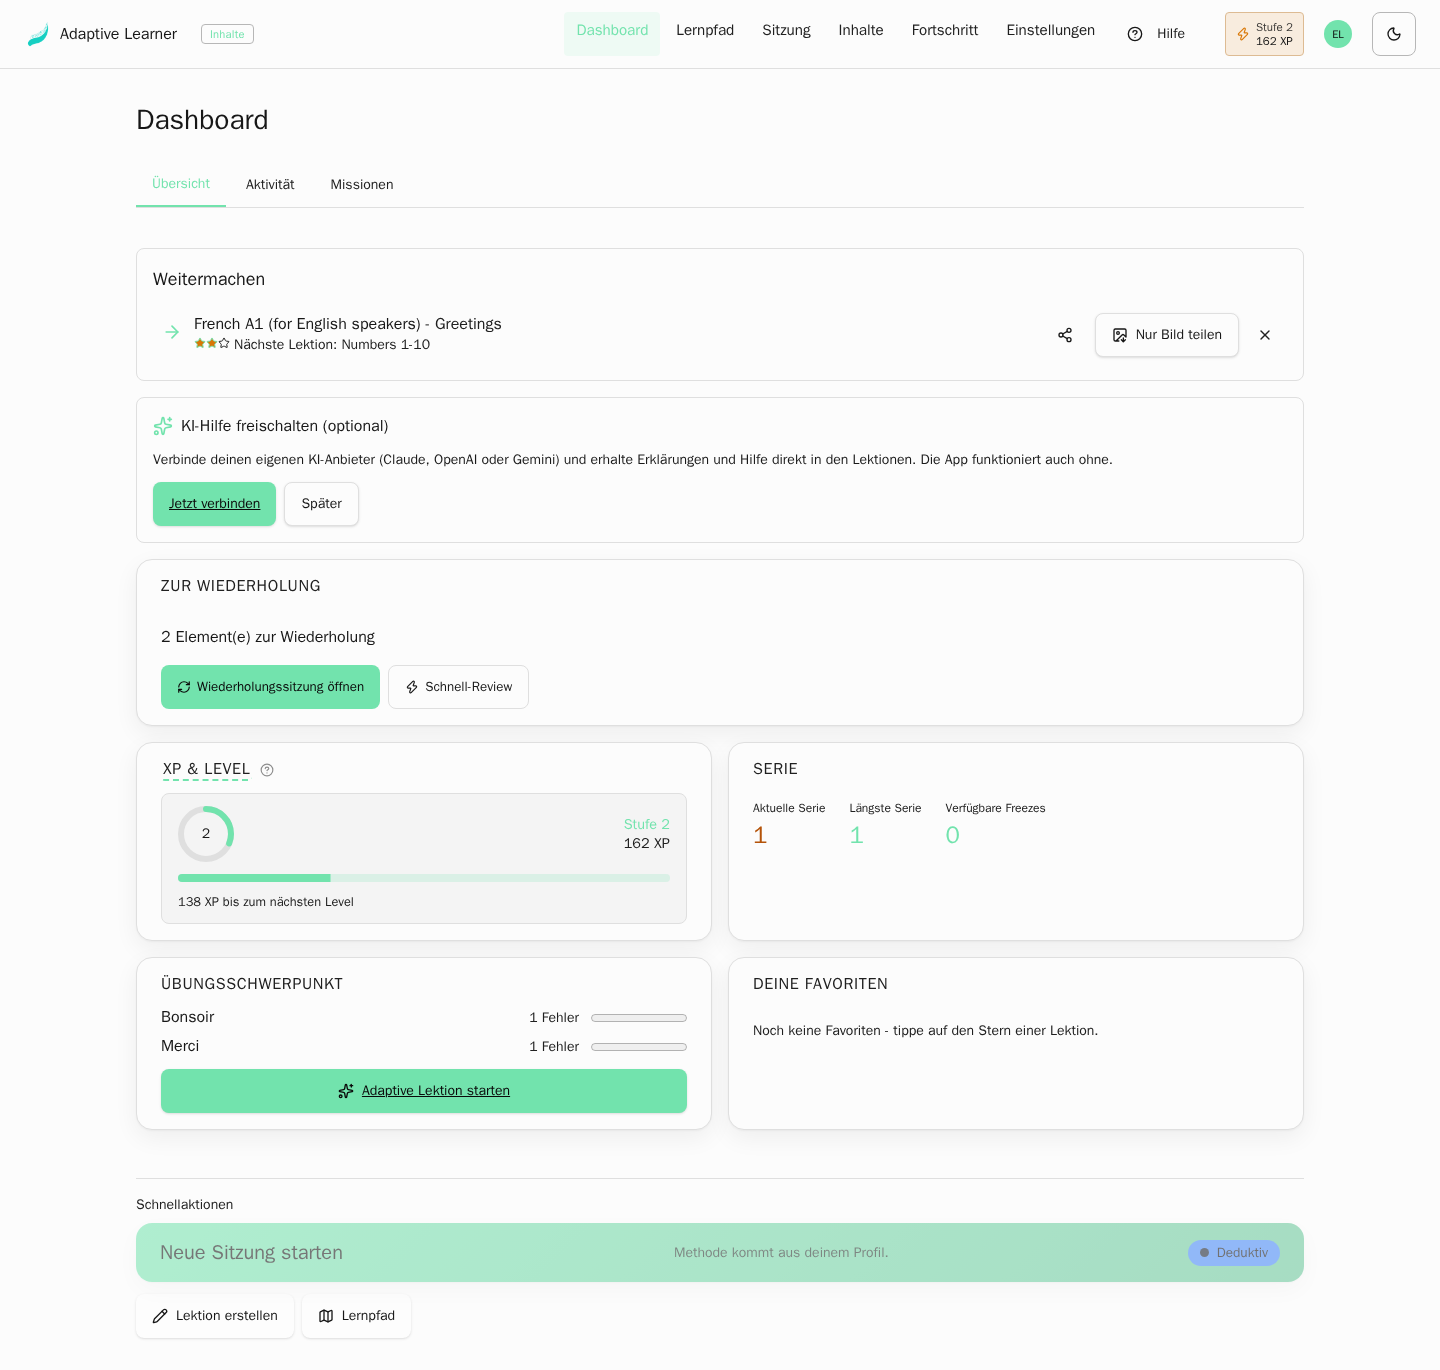 Adaptive Learner
Inhalte
Dashboard
Lernpfad
Sitzung
Inhalte
Fortschritt
Einstellungen
Hilfe
Stufe 2
162 XP
EL
Dashboard
Übersicht
Aktivität
Missionen
Weitermachen
French A1 (for English speakers) - Greetings
Nächste Lektion: Numbers 1-10
Nur Bild teilen
KI-Hilfe freischalten (optional)
Verbinde deinen eigenen KI-Anbieter (Claude, OpenAI oder Gemini) und erhalte Erklärungen und Hilfe direkt in den Lektionen. Die App funktioniert auch ohne.
Jetzt verbinden
Später
ZUR WIEDERHOLUNG
2 Element(e) zur Wiederholung
Wiederholungssitzung öffnen
Schnell-Review
XP & LEVEL
2
Stufe 2
162 XP
138 XP bis zum nächsten Level
SERIE
Aktuelle Serie
1
Längste Serie
1
Verfügbare Freezes
0
ÜBUNGSSCHWERPUNKT
Bonsoir
1 Fehler
Merci
1 Fehler
Adaptive Lektion starten
DEINE FAVORITEN
Noch keine Favoriten - tippe auf den Stern einer Lektion.
Schnellaktionen
Neue Sitzung starten
Methode kommt aus deinem Profil.
Deduktiv
Lektion erstellen
Lernpfad